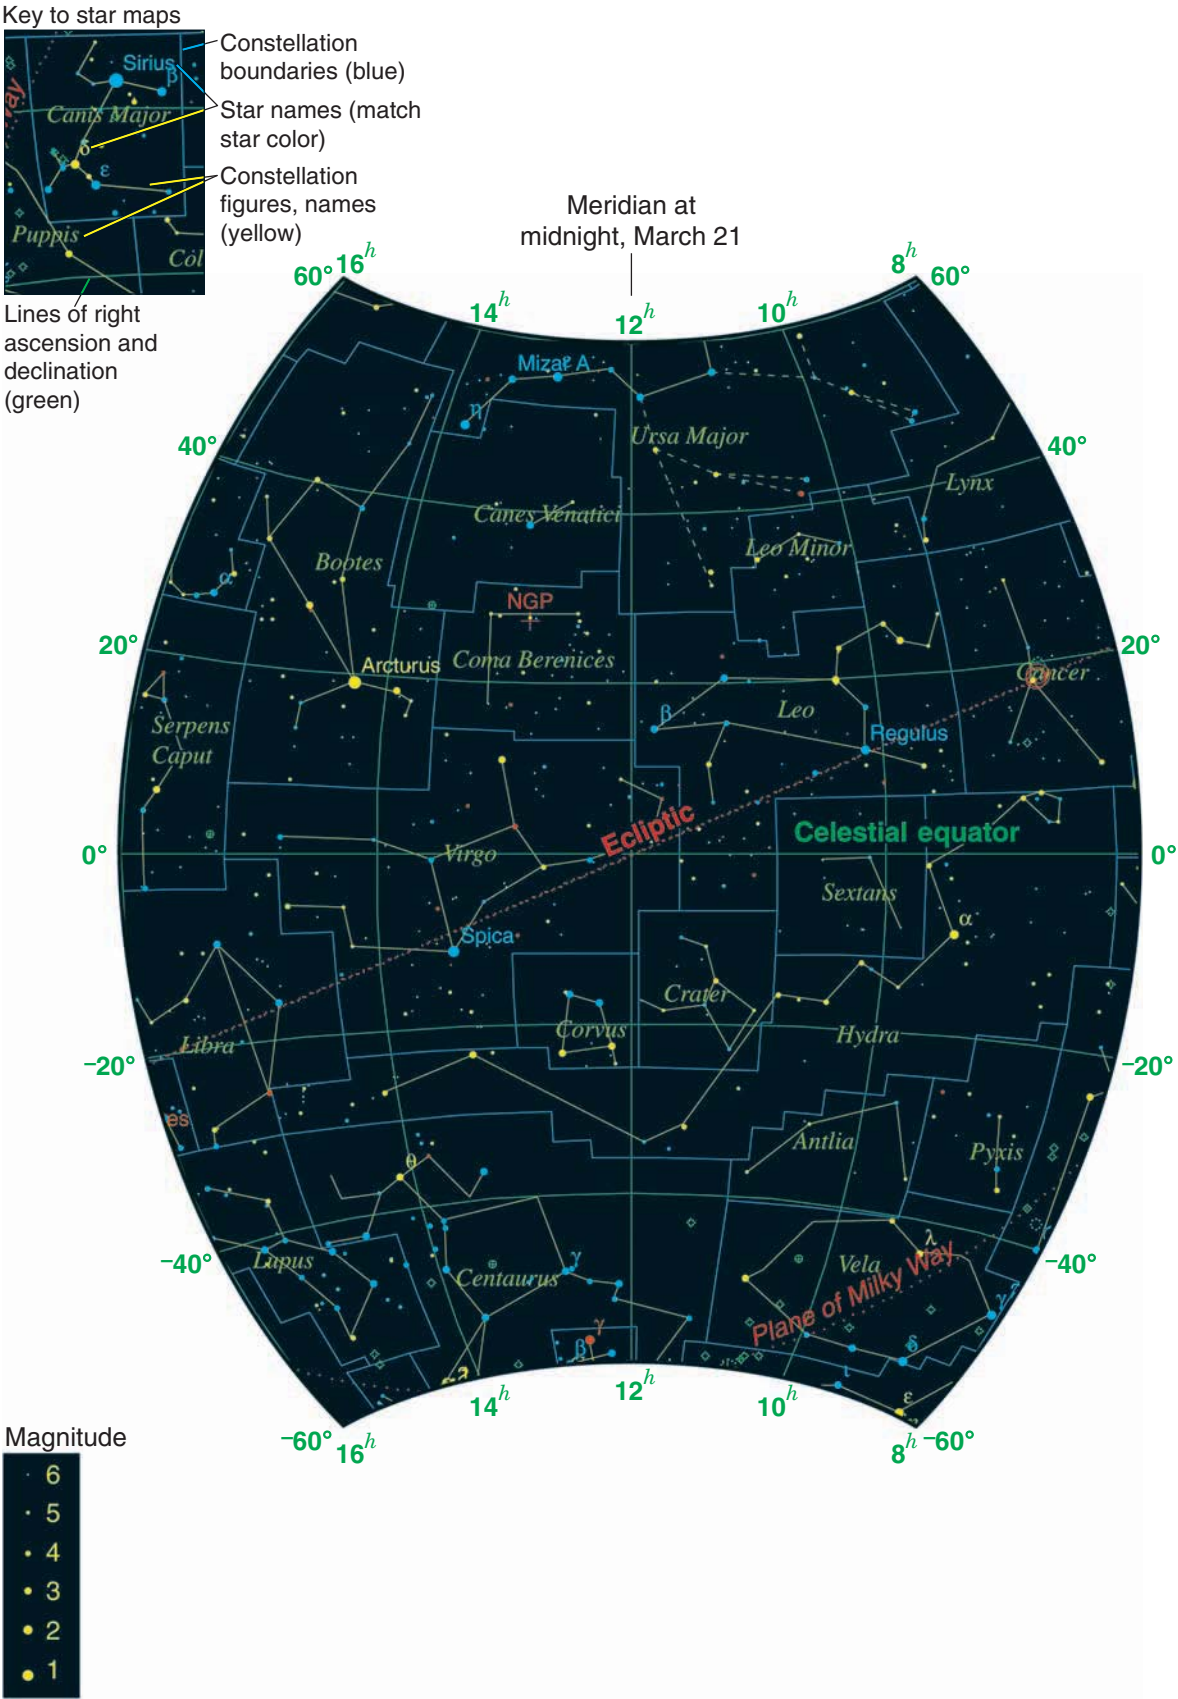 Key to star maps
Sirius
β
Canis Major
way
δ
ε
Puppis
Col
Constellation
boundaries (blue)
Star names (match
star color)
Constellation
figures, names
(yellow)
Lines of right
ascension and
declination
(green)
Meridian at
midnight, March 21
60° 16h
14h
12h
10h
8h 60°
Mizar A
ε
η
Ursa Major
40°
40°
Lynx
Canes Venatici
Leo Minor
Bootes
α
NGP
20°
20°
Arcturus
Coma Berenices
Cancer
β
Leo
Serpens
Caput
Regulus
Ecliptic
Celestial equator
0°
Virgo
0°
Sextans
α
Spica
Crater
Corvus
Hydra
Libra
−20°
−20°
es
Antlia
Pyxis
θ
λ
−40°
Lupus
Centaurus
γ
Vela
−40°
Plane of Milky Way
γ
γ
β
δ
ι
ε
14h
12h
10h
−60° 16h
8h −60°
Magnitude
6
5
4
3
2
1